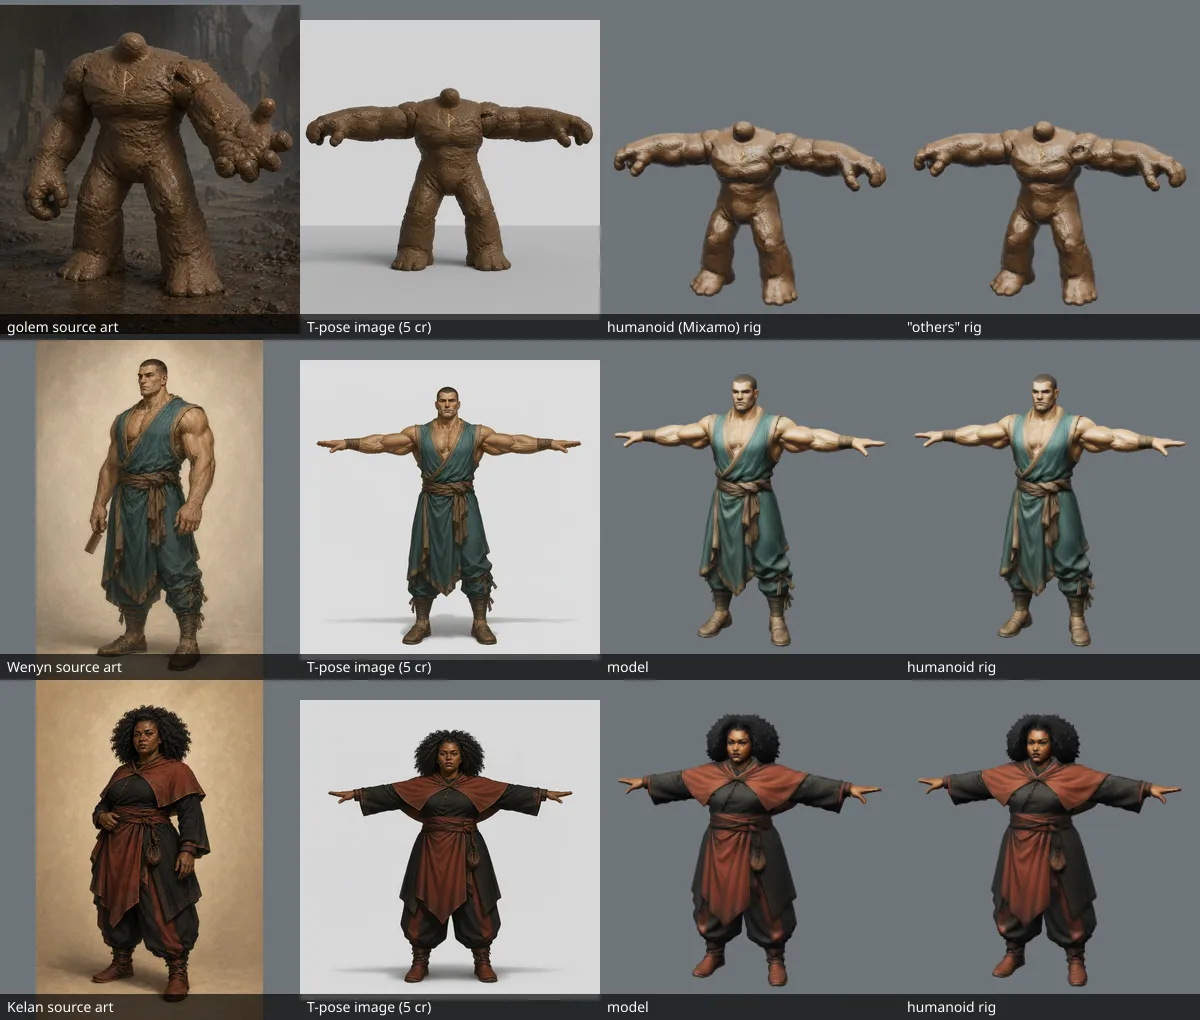 golem source art
T-pose image (5 cr)
humanoid (Mixamo) rig
"others" rig
Wenyn source art
T-pose image (5 cr)
model
humanoid rig
Kelan source art
T-pose image (5 cr)
model
humanoid rig